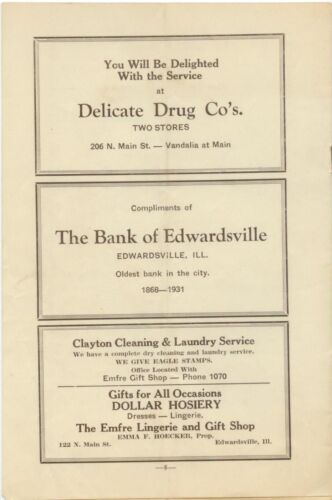 You Will Be Delighted
With the Service
at
Delicate Drug Co's.
TWO STORES
206 N. Main St. — Vandalia at Main
Compliments of
The Bank of Edwardsville
EDWARDSVILLE, ILL.
Oldest bank in the city.
1868—1931
Clayton Cleaning & Laundry Service
We have a complete dry cleaning and laundry service.
WE GIVE EAGLE STAMPS.
Office Located With
Emfre Gift Shop — Phone 1070
Gifts for All Occasions
DOLLAR HOSIERY
Dresses — Lingerie.
The Emfre Lingerie and Gift Shop
EMMA F. HOECKER, Prop,
122 N. Main St. Edwardsville, Ill.